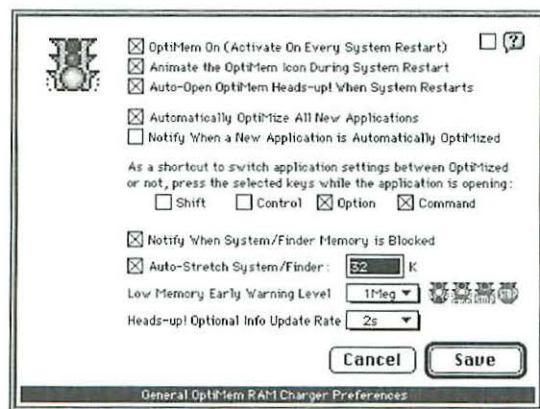 OptiMem On (Activate On Every System Restart)
?
Animate the OptiMem Icon During System Restart
Auto-Open OptiMem Heads-up! When System Restarts
Automatically OptiMize All New Applications
Notify When a New Application is Automatically OptiMized
As a shortcut to switch application settings between OptiMized
or not, press the selected keys while the application is opening:
Shift Control Option Command
Notify When System/Finder Memory is Blocked
Auto-Stretch System/Finder: 32 K
Low Memory Early Warning Level 1Meg
Heads-up! Optional Info Update Rate 2s
Cancel Save
General OptiMem RAM Charger Preferences